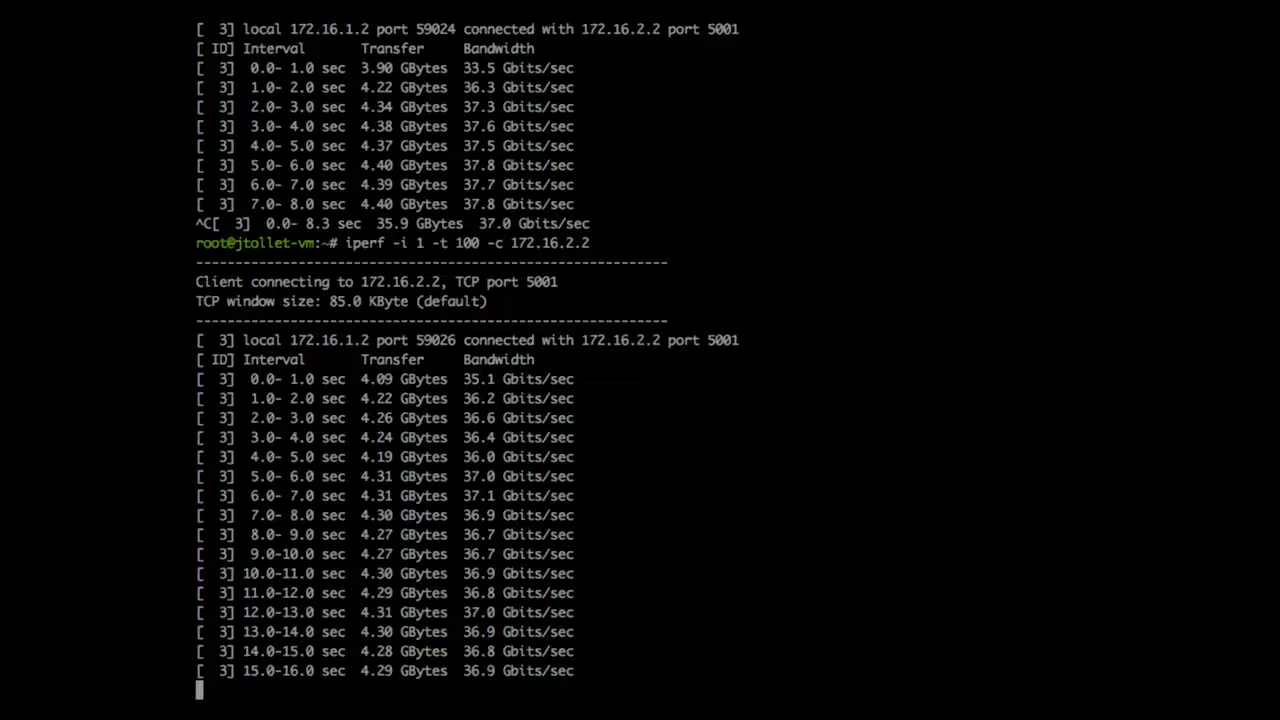 [  3] local 172.16.1.2 port 59024 connected with 172.16.2.2 port 5001
[ ID] Interval       Transfer     Bandwidth
[  3]  0.0- 1.0 sec  3.90 GBytes  33.5 Gbits/sec
[  3]  1.0- 2.0 sec  4.22 GBytes  36.3 Gbits/sec
[  3]  2.0- 3.0 sec  4.34 GBytes  37.3 Gbits/sec
[  3]  3.0- 4.0 sec  4.38 GBytes  37.6 Gbits/sec
[  3]  4.0- 5.0 sec  4.37 GBytes  37.5 Gbits/sec
[  3]  5.0- 6.0 sec  4.40 GBytes  37.8 Gbits/sec
[  3]  6.0- 7.0 sec  4.39 GBytes  37.7 Gbits/sec
[  3]  7.0- 8.0 sec  4.40 GBytes  37.8 Gbits/sec
^C[  3]  0.0- 8.3 sec  35.9 GBytes  37.0 Gbits/sec
root@jtollet-vm:~# iperf -i 1 -t 100 -c 172.16.2.2
------------------------------------------------------------
Client connecting to 172.16.2.2, TCP port 5001
TCP window size: 85.0 KByte (default)
------------------------------------------------------------
[  3] local 172.16.1.2 port 59026 connected with 172.16.2.2 port 5001
[ ID] Interval       Transfer     Bandwidth
[  3]  0.0- 1.0 sec  4.09 GBytes  35.1 Gbits/sec
[  3]  1.0- 2.0 sec  4.22 GBytes  36.2 Gbits/sec
[  3]  2.0- 3.0 sec  4.26 GBytes  36.6 Gbits/sec
[  3]  3.0- 4.0 sec  4.24 GBytes  36.4 Gbits/sec
[  3]  4.0- 5.0 sec  4.19 GBytes  36.0 Gbits/sec
[  3]  5.0- 6.0 sec  4.31 GBytes  37.0 Gbits/sec
[  3]  6.0- 7.0 sec  4.31 GBytes  37.1 Gbits/sec
[  3]  7.0- 8.0 sec  4.30 GBytes  36.9 Gbits/sec
[  3]  8.0- 9.0 sec  4.27 GBytes  36.7 Gbits/sec
[  3]  9.0-10.0 sec  4.27 GBytes  36.7 Gbits/sec
[  3] 10.0-11.0 sec  4.30 GBytes  36.9 Gbits/sec
[  3] 11.0-12.0 sec  4.29 GBytes  36.8 Gbits/sec
[  3] 12.0-13.0 sec  4.31 GBytes  37.0 Gbits/sec
[  3] 13.0-14.0 sec  4.30 GBytes  36.9 Gbits/sec
[  3] 14.0-15.0 sec  4.28 GBytes  36.8 Gbits/sec
[  3] 15.0-16.0 sec  4.29 GBytes  36.9 Gbits/sec